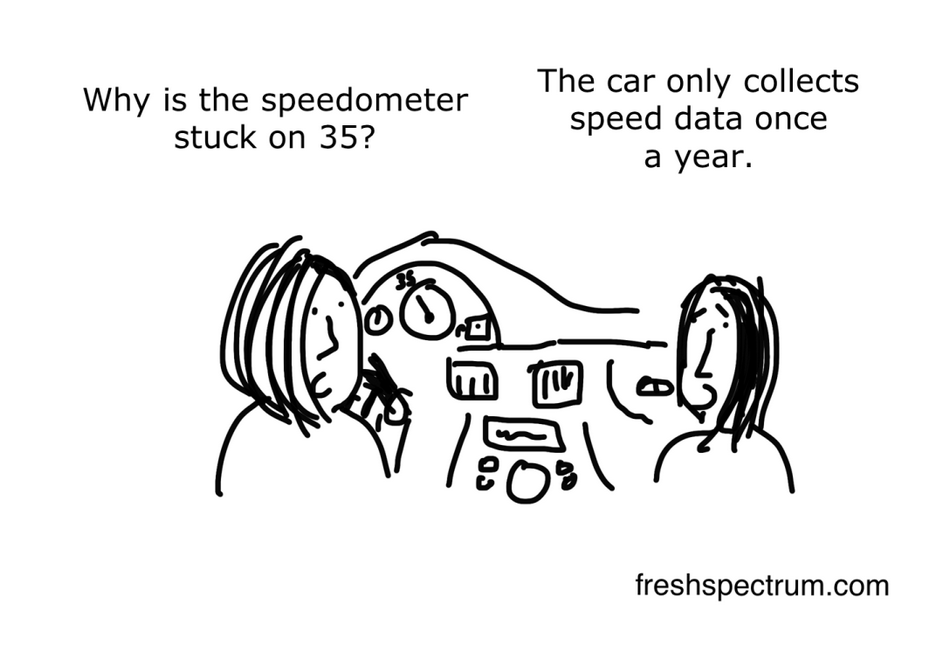 Why is the speedometer
stuck on 35?
The car only collects
speed data once
a year.
35
freshspectrum.com